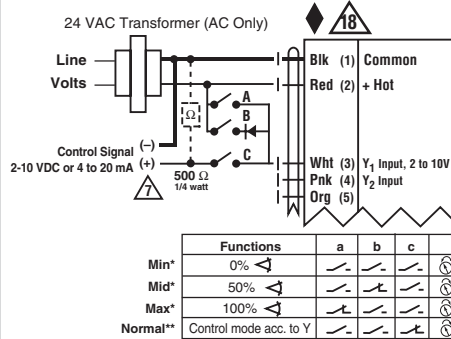 24 VAC Transformer (AC Only)
18
Line
Volts
Blk (1) Common
Red (2) + Hot
A
B
C
Ω
Control Signal (–)
2-10 VDC or 4 to 20 mA (+)
7
500 Ω
1/4 watt
Wht (3) Y1 Input, 2 to 10V
Pnk (4) Y2 Input
Org (5)
Functions a b c
Min* 0%
Mid* 50%
Max* 100%
Normal** Control mode acc. to Y